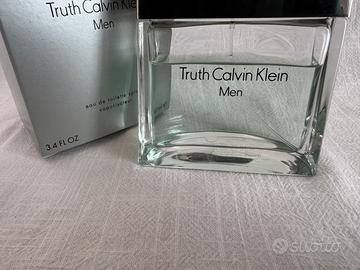 Truth Calvin Klein
Men
eau de toilette spray
vaporisateur
3.4 FL OZ
Truth Calvin Klein
Men
subito